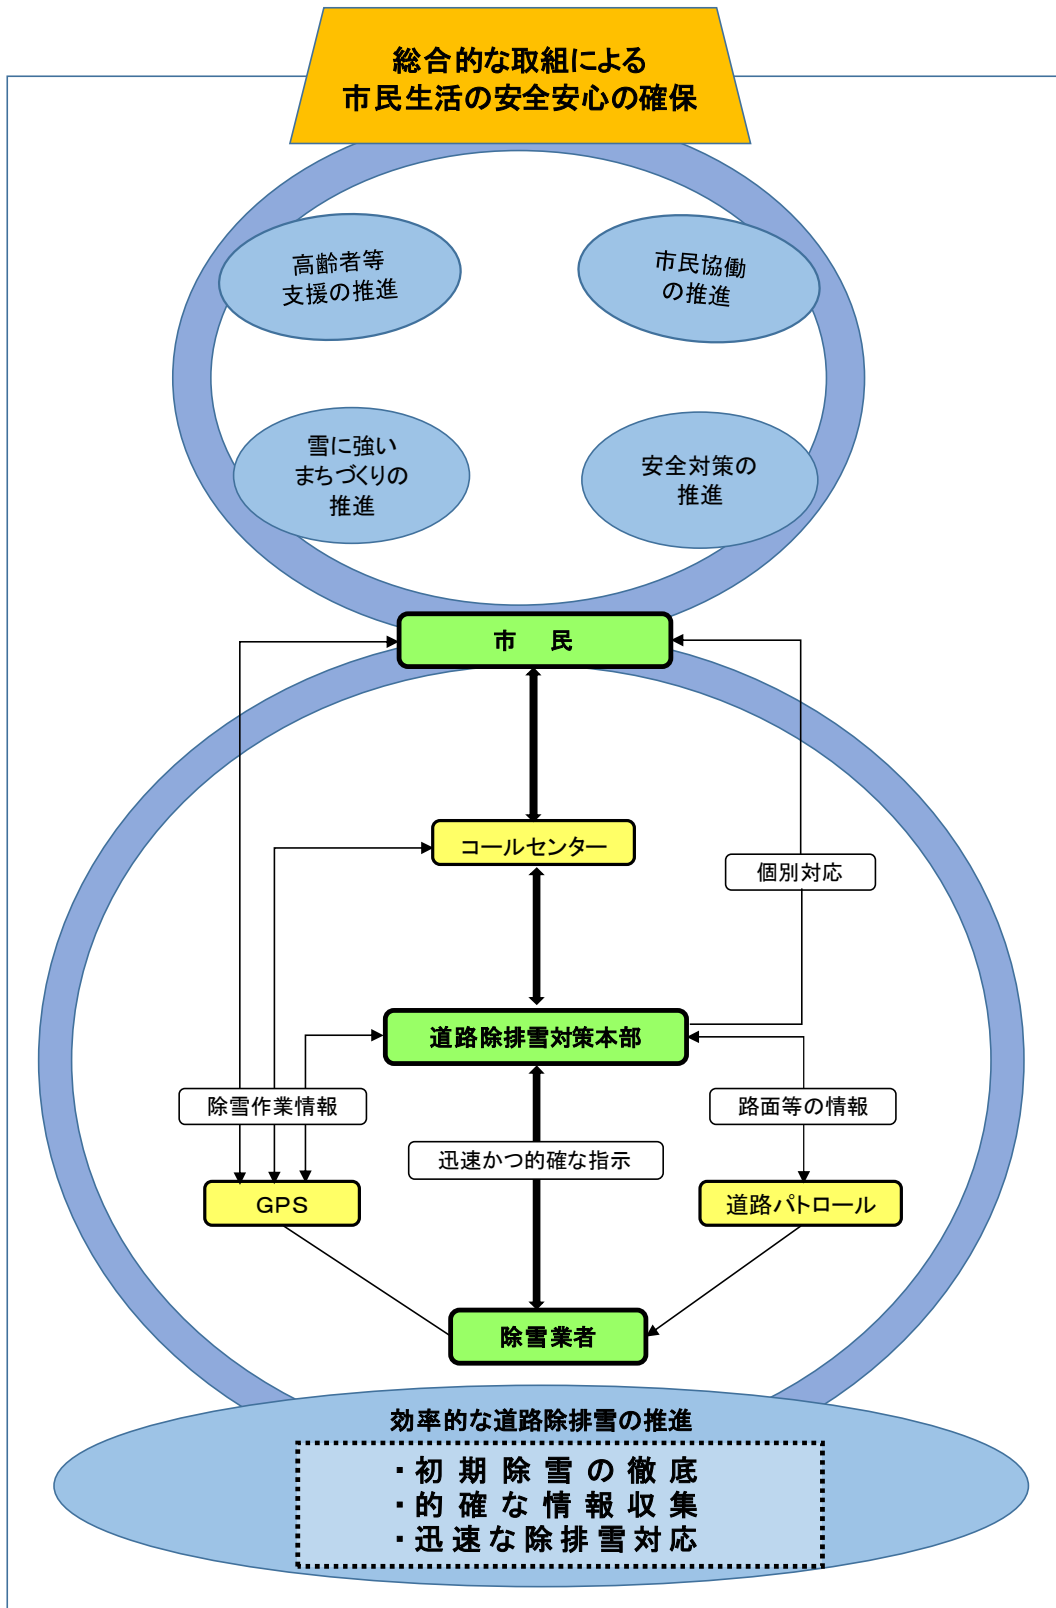 総合的な取組による
市民生活の安全安心の確保
高齢者等
支援の推進
市民協働
の推進
雪に強い
まちづくりの
推進
安全対策の
推進
市　民
コールセンター
個別対応
道路除排雪対策本部
除雪作業情報
路面等の情報
迅速かつ的確な指示
GPS
道路パトロール
除雪業者
効率的な道路除排雪の推進
・初期除雪の徹底
・的確な情報収集
・迅速な除排雪対応